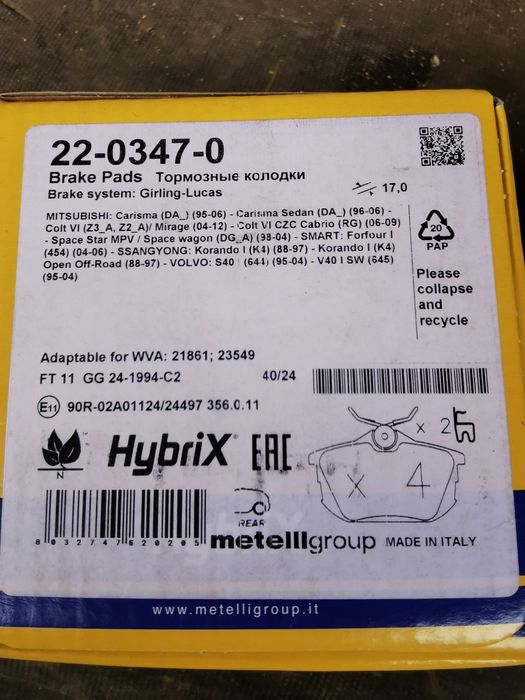 22-0347-0
Brake Pads Тормозные колодки
Brake system: Girling-Lucas
17,0
MITSUBISHI: Carisma (DA_) (95-06) - Carisma Sedan (DA_) (96-06) -
Colt VI (Z3_A, Z2_A)/ Mirage (04-12) - Colt VI CZC Cabrio (RG) (06-09)
- Space Star MPV / Space wagon (DG_A) (98-04) - SMART: Forfour I
(454) (04-06) - SSANGYONG: Korando I (K4) (88-97) - Korando I (K4)
Open Off-Road (88-97) - VOLVO: S40 I (644) (95-04) - V40 I SW (645)
(95-04)
20
PAP
Please
collapse
and
recycle
Adaptable for WVA: 21861; 23549
FT 11 GG 24-1994-C2
40/24
E11 90R-02A01124/24497 356.0.11
N
HybriX
EAC
x 2
x 4
REAR
8032747620205
metelligroup MADE IN ITALY
www.metelligroup.it